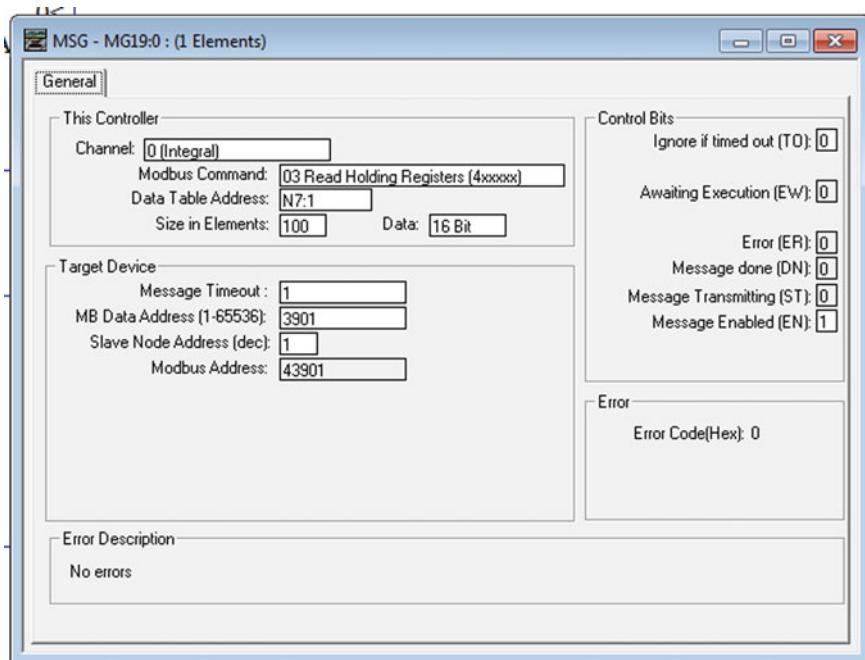 MSG - MG19:0 : (1 Elements)
General
This Controller
Channel: 0 (Integral)
Modbus Command: 03 Read Holding Registers (4xxxxx)
Data Table Address: N7:1
Size in Elements: 100 Data: 16 Bit
Target Device
Message Timeout : 1
MB Data Address (1-65536): 3901
Slave Node Address (dec): 1
Modbus Address: 43901
Control Bits
Ignore if timed out (TO): 0
Awaiting Execution (EW): 0
Error (ER): 0
Message done (DN): 0
Message Transmitting (ST): 0
Message Enabled (EN): 1
Error
Error Code(Hex): 0
Error Description
No errors